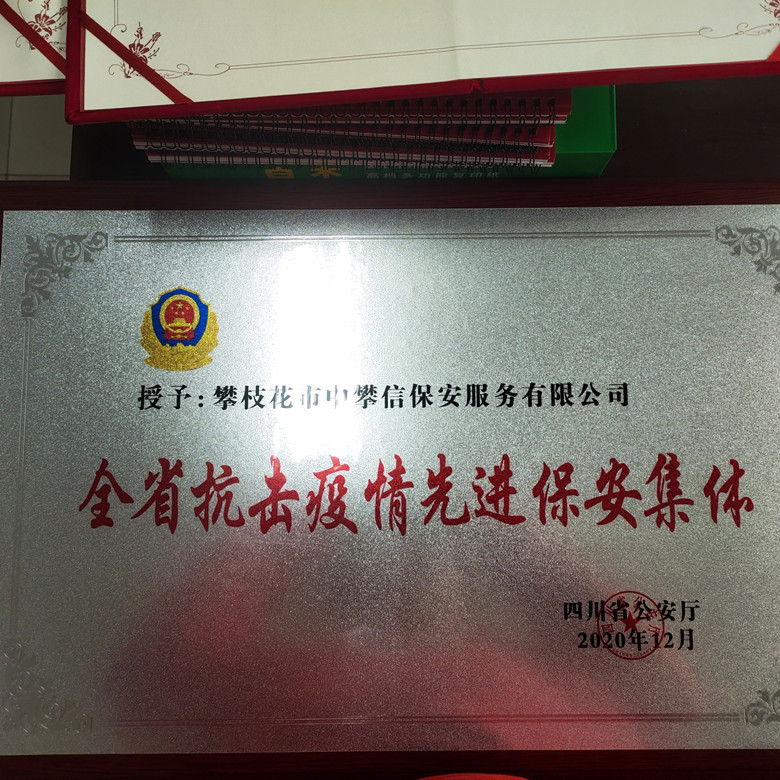 授予：攀枝花市中攀信保安服务有限公司
全省抗击疫情先进保安集体
四川省公安厅
2020年12月